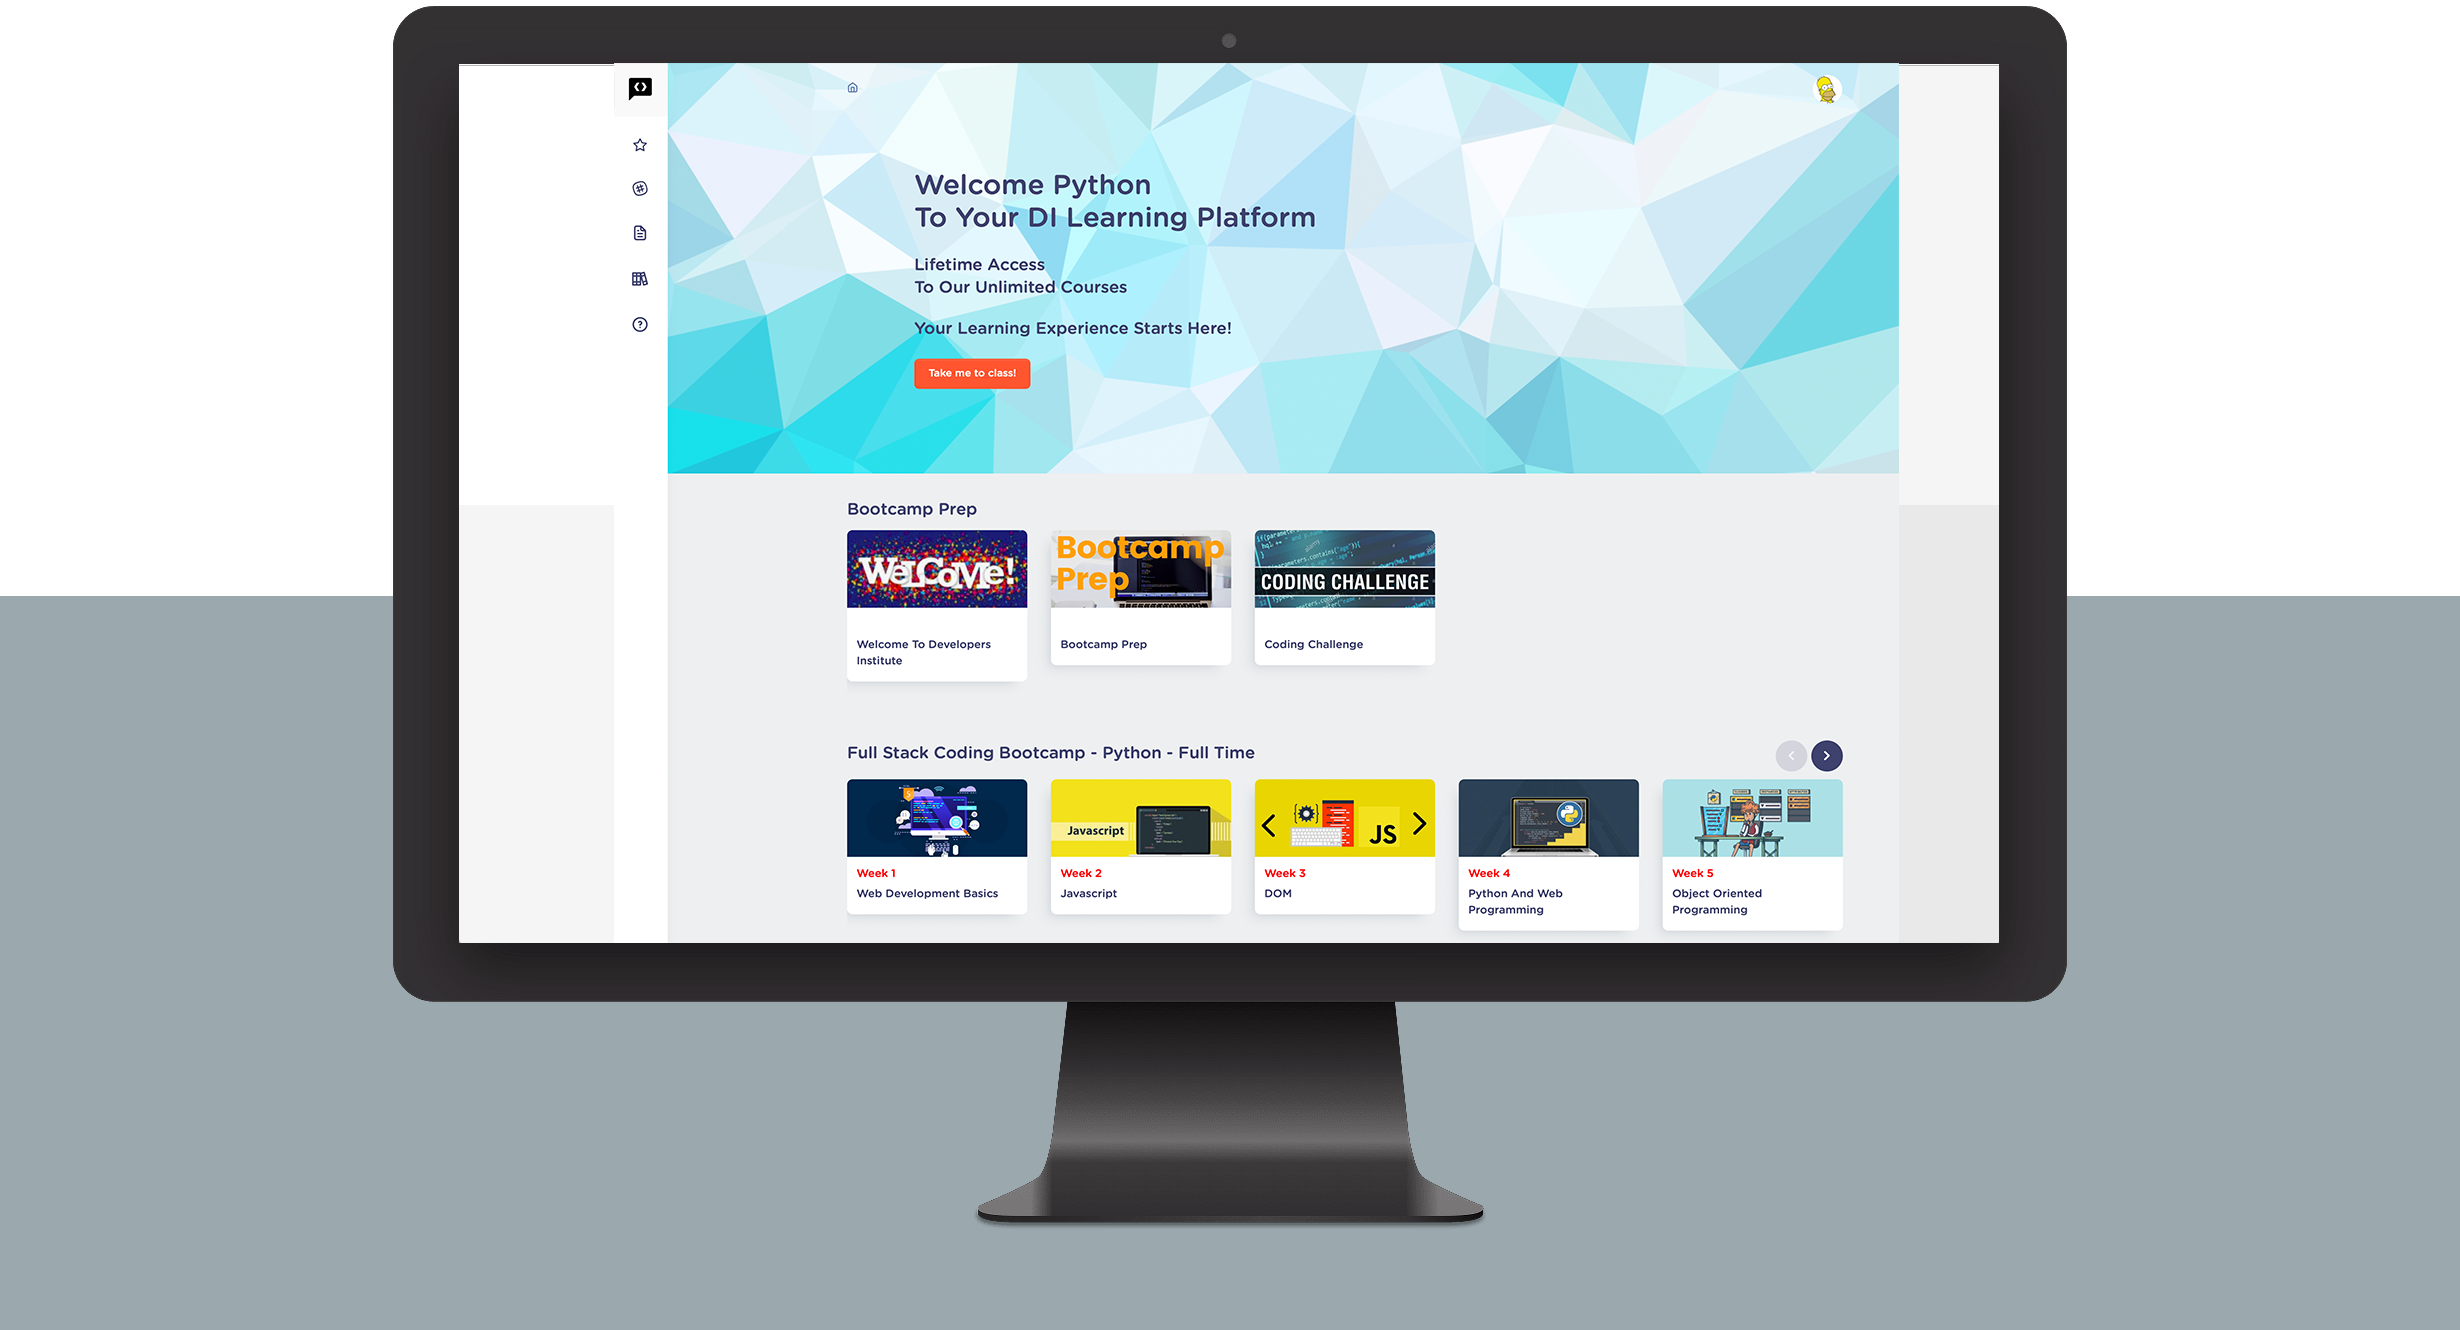 Welcome Python
To Your DI Learning Platform
Lifetime Access
To Our Unlimited Courses
Your Learning Experience Starts Here!
Take me to class!
Bootcamp Prep
WeLCoMe!
Bootcamp
Prep
CODING CHALLENGE
Welcome To Developers
Institute
Bootcamp Prep
Coding Challenge
Full Stack Coding Bootcamp - Python - Full Time
Javascript
JS
Week 1
Web Development Basics
Week 2
Javascript
Week 3
DOM
Week 4
Python And Web
Programming
Week 5
Object Oriented
Programming